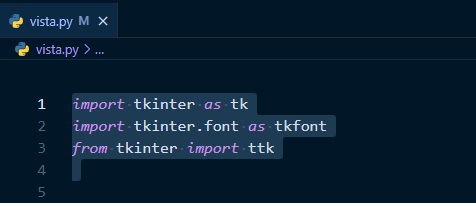 vista.py M ×
vista.py > ...
1 import tkinter as tk
2 import tkinter.font as tkfont
3 from tkinter import ttk
4
5